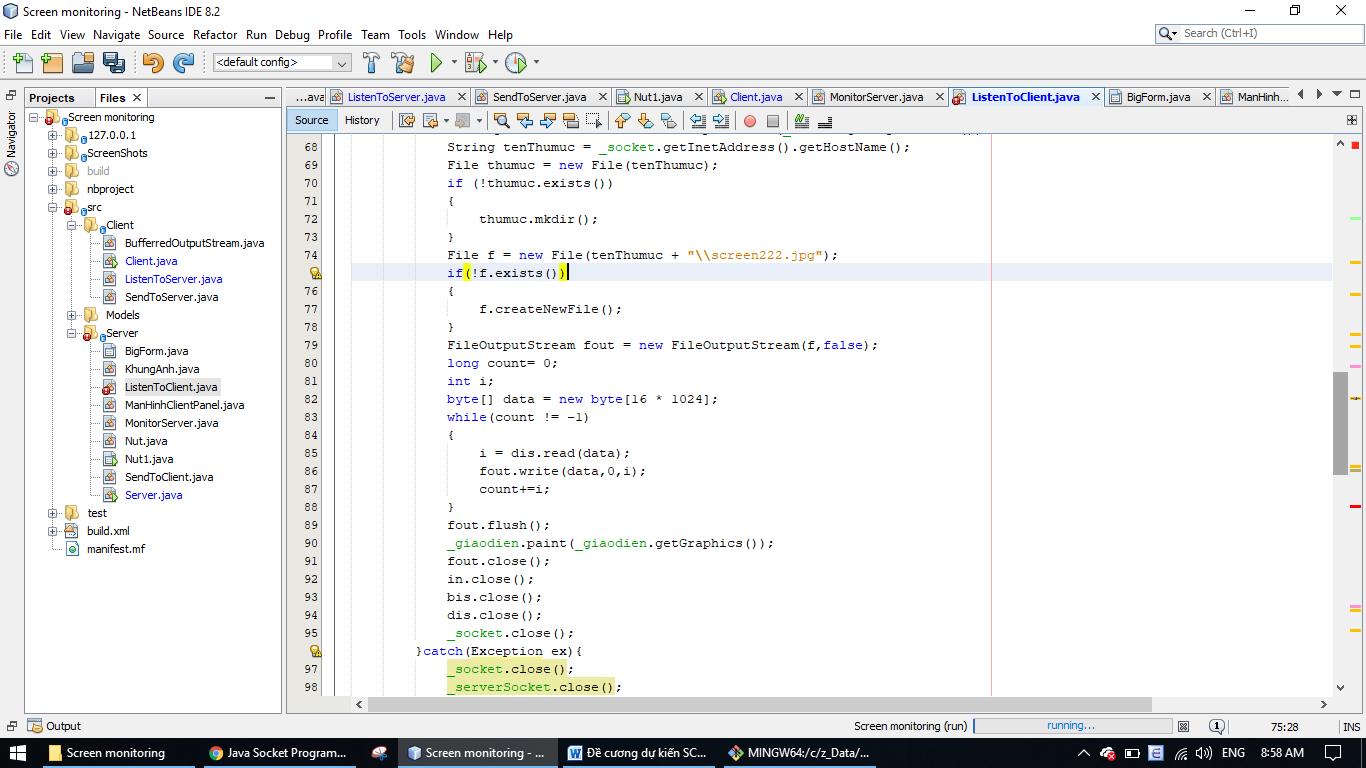 Screen monitoring - NetBeans IDE 8.2
File Edit View Navigate Source Refactor Run Debug Profile Team Tools Window Help
Search (Ctrl+I)
<default config>
Projects Files
...ava ListenToServer.java SendToServer.java Nut1.java Client.java MonitorServer.java ListenToClient.java BigForm.java ManHinh...
Source History
Navigator
Screen monitoring
127.0.0.1
ScreenShots
build
nbproject
src
Client
BufferredOutputStream.java
Client.java
ListenToServer.java
SendToServer.java
Models
Server
BigForm.java
KhungAnh.java
ListenToClient.java
ManHinhClientPanel.java
MonitorServer.java
Nut.java
Nut1.java
SendToClient.java
Server.java
test
build.xml
manifest.mf
68 String tenThumuc = _socket.getInetAddress().getHostName();
69 File thumuc = new File(tenThumuc);
70 if (!thumuc.exists())
71 {
72 thumuc.mkdir();
73 }
74 File f = new File(tenThumuc + "\\screen222.jpg");
if(!f.exists())
76 {
77 f.createNewFile();
78 }
79 FileOutputStream fout = new FileOutputStream(f,false);
80 long count= 0;
81 int i;
82 byte[] data = new byte[16 * 1024];
83 while(count != -1)
84 {
85 i = dis.read(data);
86 fout.write(data,0,i);
87 count+=i;
88 }
89 fout.flush();
90 _giaodien.paint(_giaodien.getGraphics());
91 fout.close();
92 in.close();
93 bis.close();
94 dis.close();
95 _socket.close();
}catch(Exception ex){
97 _socket.close();
98 _serverSocket.close();
Output
Screen monitoring (run) running... 1 75:28 INS
Screen monitoring Java Socket Program... Screen monitoring - ... Đề cương dự kiến SC... MINGW64:/c/z_Data/... ENG 8:58 AM